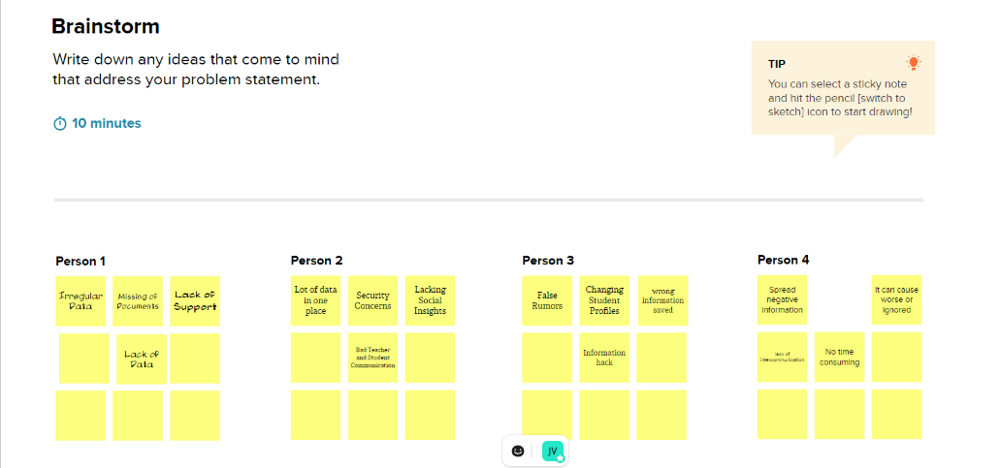 Brainstorm
Write down any ideas that come to mind
that address your problem statement.
10 minutes
TIP
You can select a sticky note
and hit the pencil [switch to
sketch] icon to start drawing!
Person 1
Irregular
Data
Missing of
Documents
Lack of
Support
Lack of
Data
Person 2
Lot of data
in one
place
Security
Concerns
Lacking
Social
Insights
Bad Teacher
and Student
Communication
Person 3
False
Rumors
Changing
Student
Profiles
wrong
information
saved
Information
hack
Person 4
Spread
negative
information
it can cause
worse or
ignored
lack of
intercommunication
No time
consuming
JV